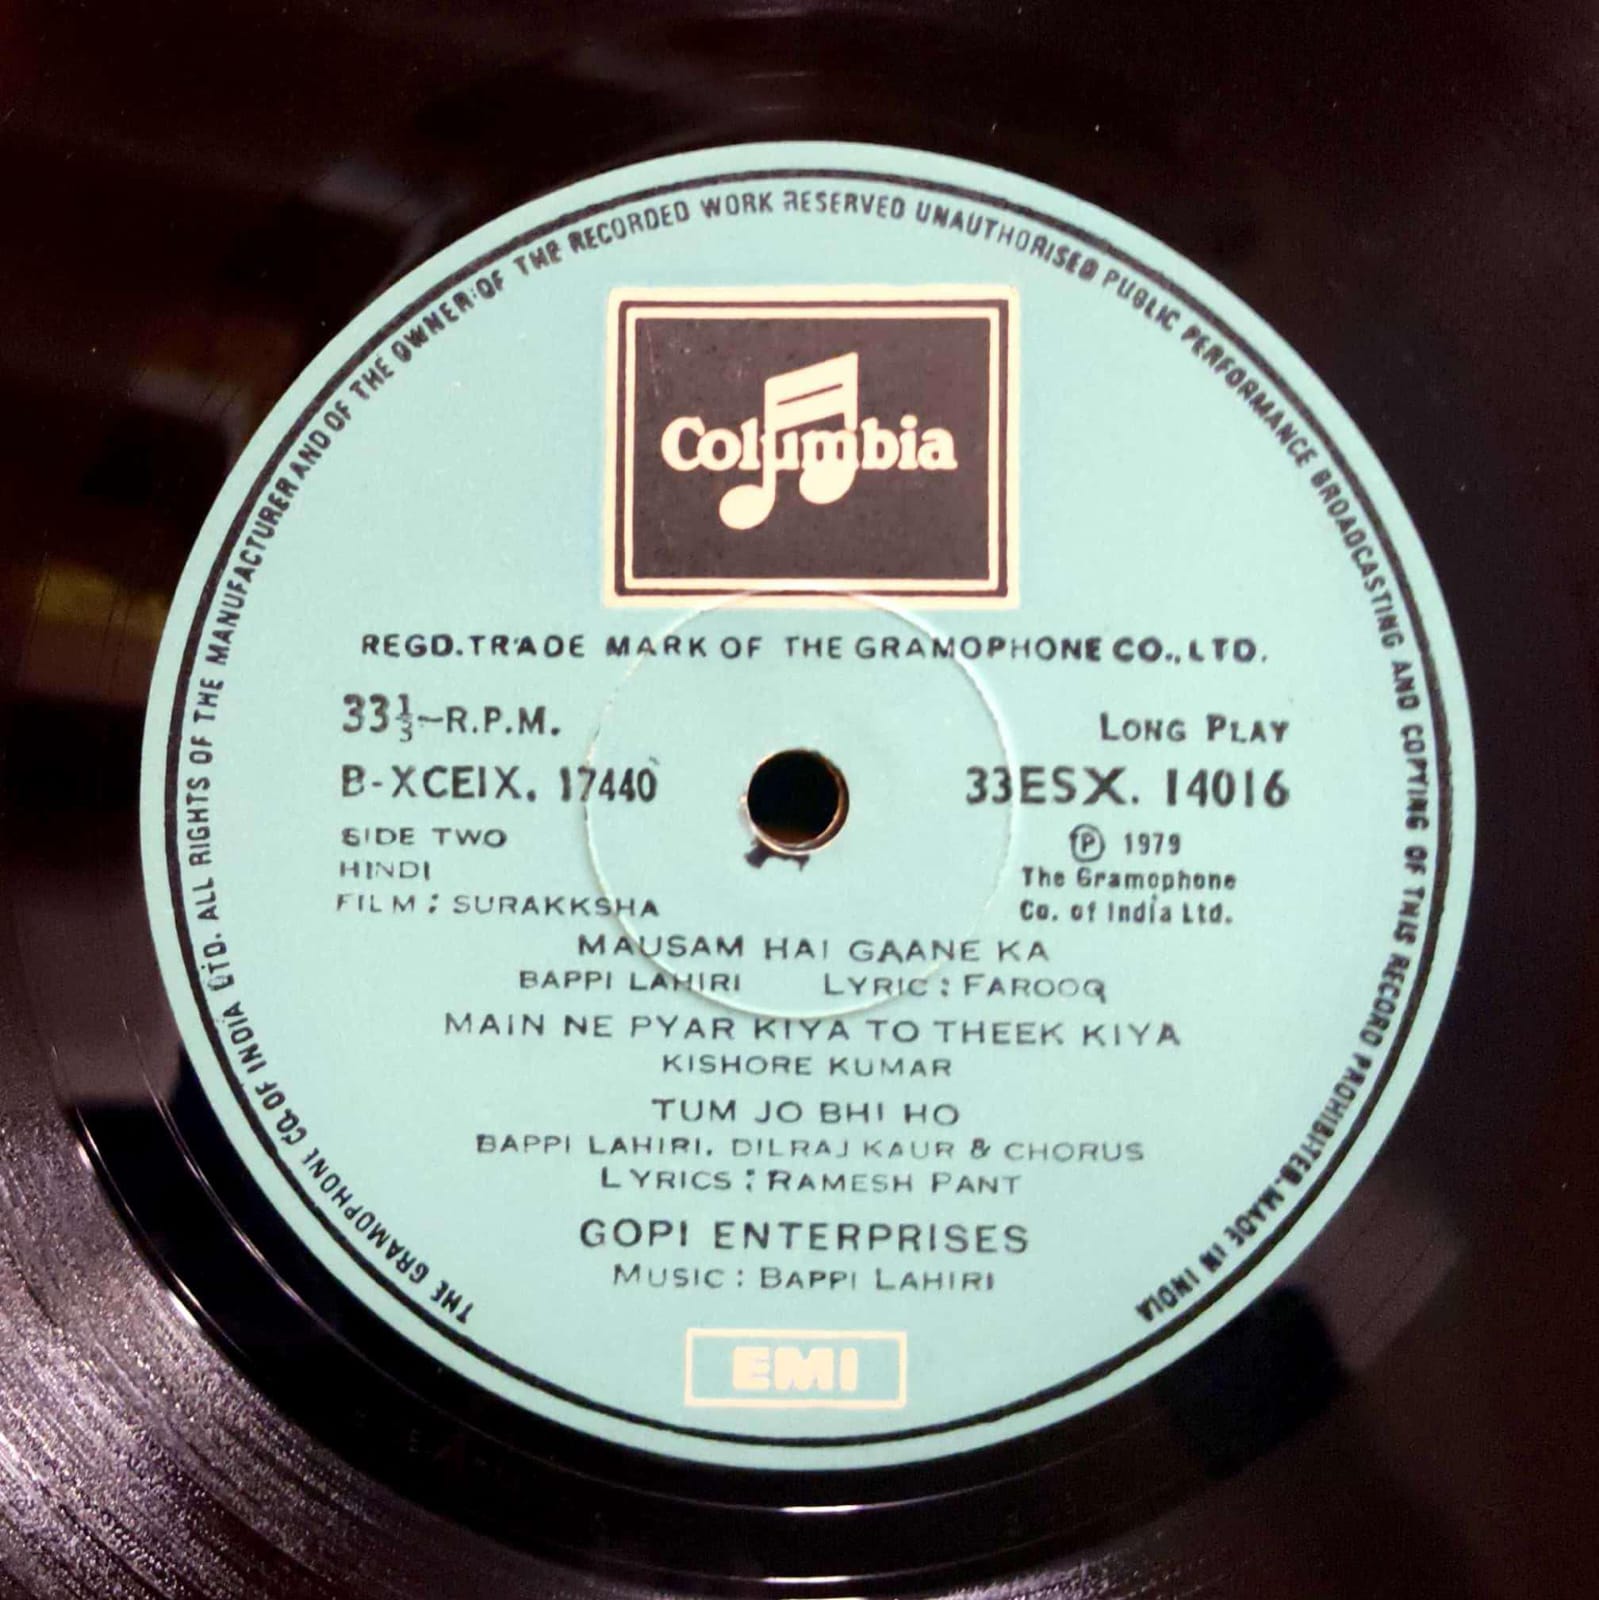 THE GRAMOPHONE CO. OF INDIA LTD. ALL RIGHTS OF THE MANUFACTURER AND OF THE OWNER OF THE RECORDED WORK RESERVED UNAUTHORISED PUBLIC PERFORMANCE BROADCASTING AND COPYING OF THIS RECORD PROHIBITED. MADE IN INDIA
Columbia
REGD. TRADE MARK OF THE GRAMOPHONE CO., LTD.
33⅓-R.P.M.
LONG PLAY
B-XCEIX. 17440
33ESX. 14016
SIDE TWO
HINDI
FILM : SURAKKSHA
Ⓟ 1979
The Gramophone
Co. of India Ltd.
MAUSAM HAI GAANE KA
BAPPI LAHIRI LYRIC : FAROOQ
MAIN NE PYAR KIYA TO THEEK KIYA
KISHORE KUMAR
TUM JO BHI HO
BAPPI LAHIRI. DILRAJ KAUR & CHORUS
LYRICS : RAMESH PANT
GOPI ENTERPRISES
MUSIC : BAPPI LAHIRI
EMI